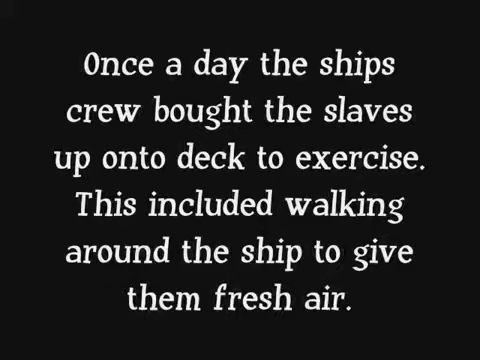 Once a day the ships
crew bought the slaves
up onto deck to exercise.
This included walking
around the ship to give
them fresh air.